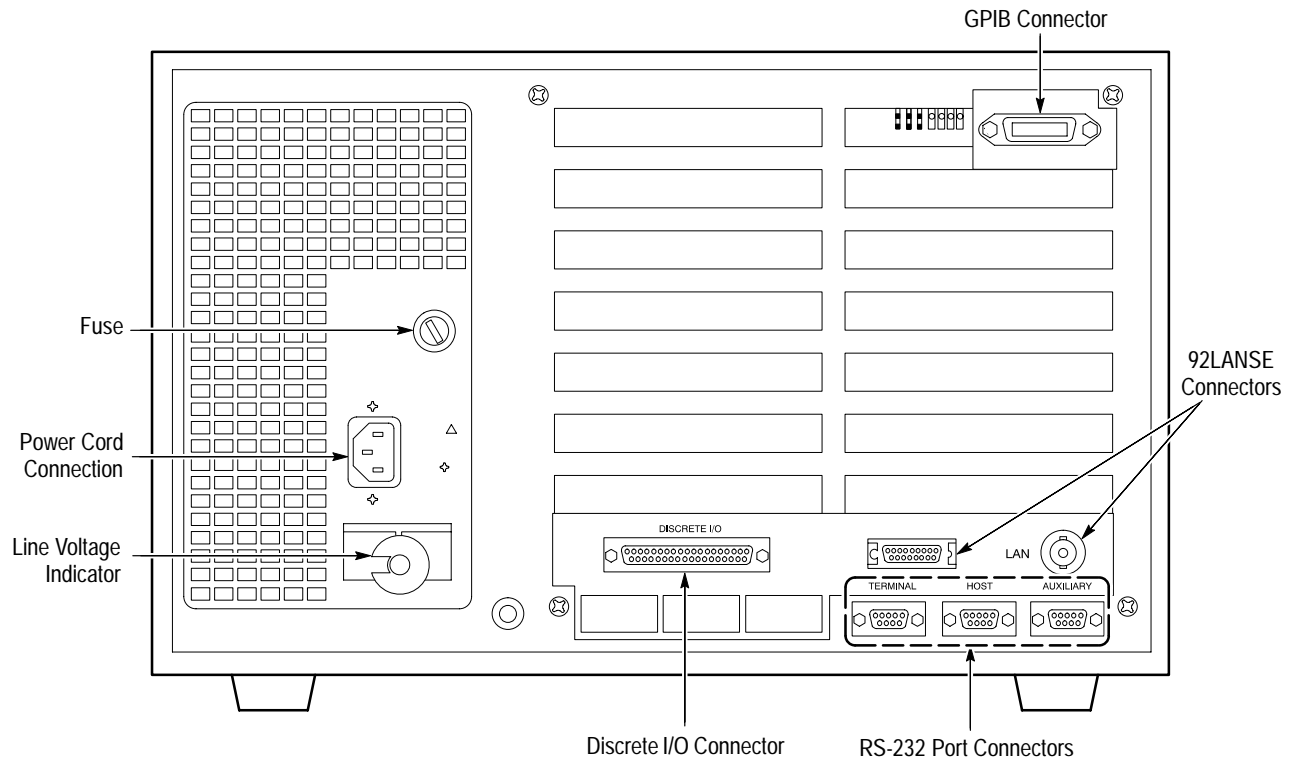 GPIB Connector
Fuse
92LANSE
Connectors
Power Cord
Connection
DISCRETE I/O
Line Voltage
Indicator
LAN
TERMINAL
HOST
AUXILIARY
Discrete I/O Connector
RS-232 Port Connectors